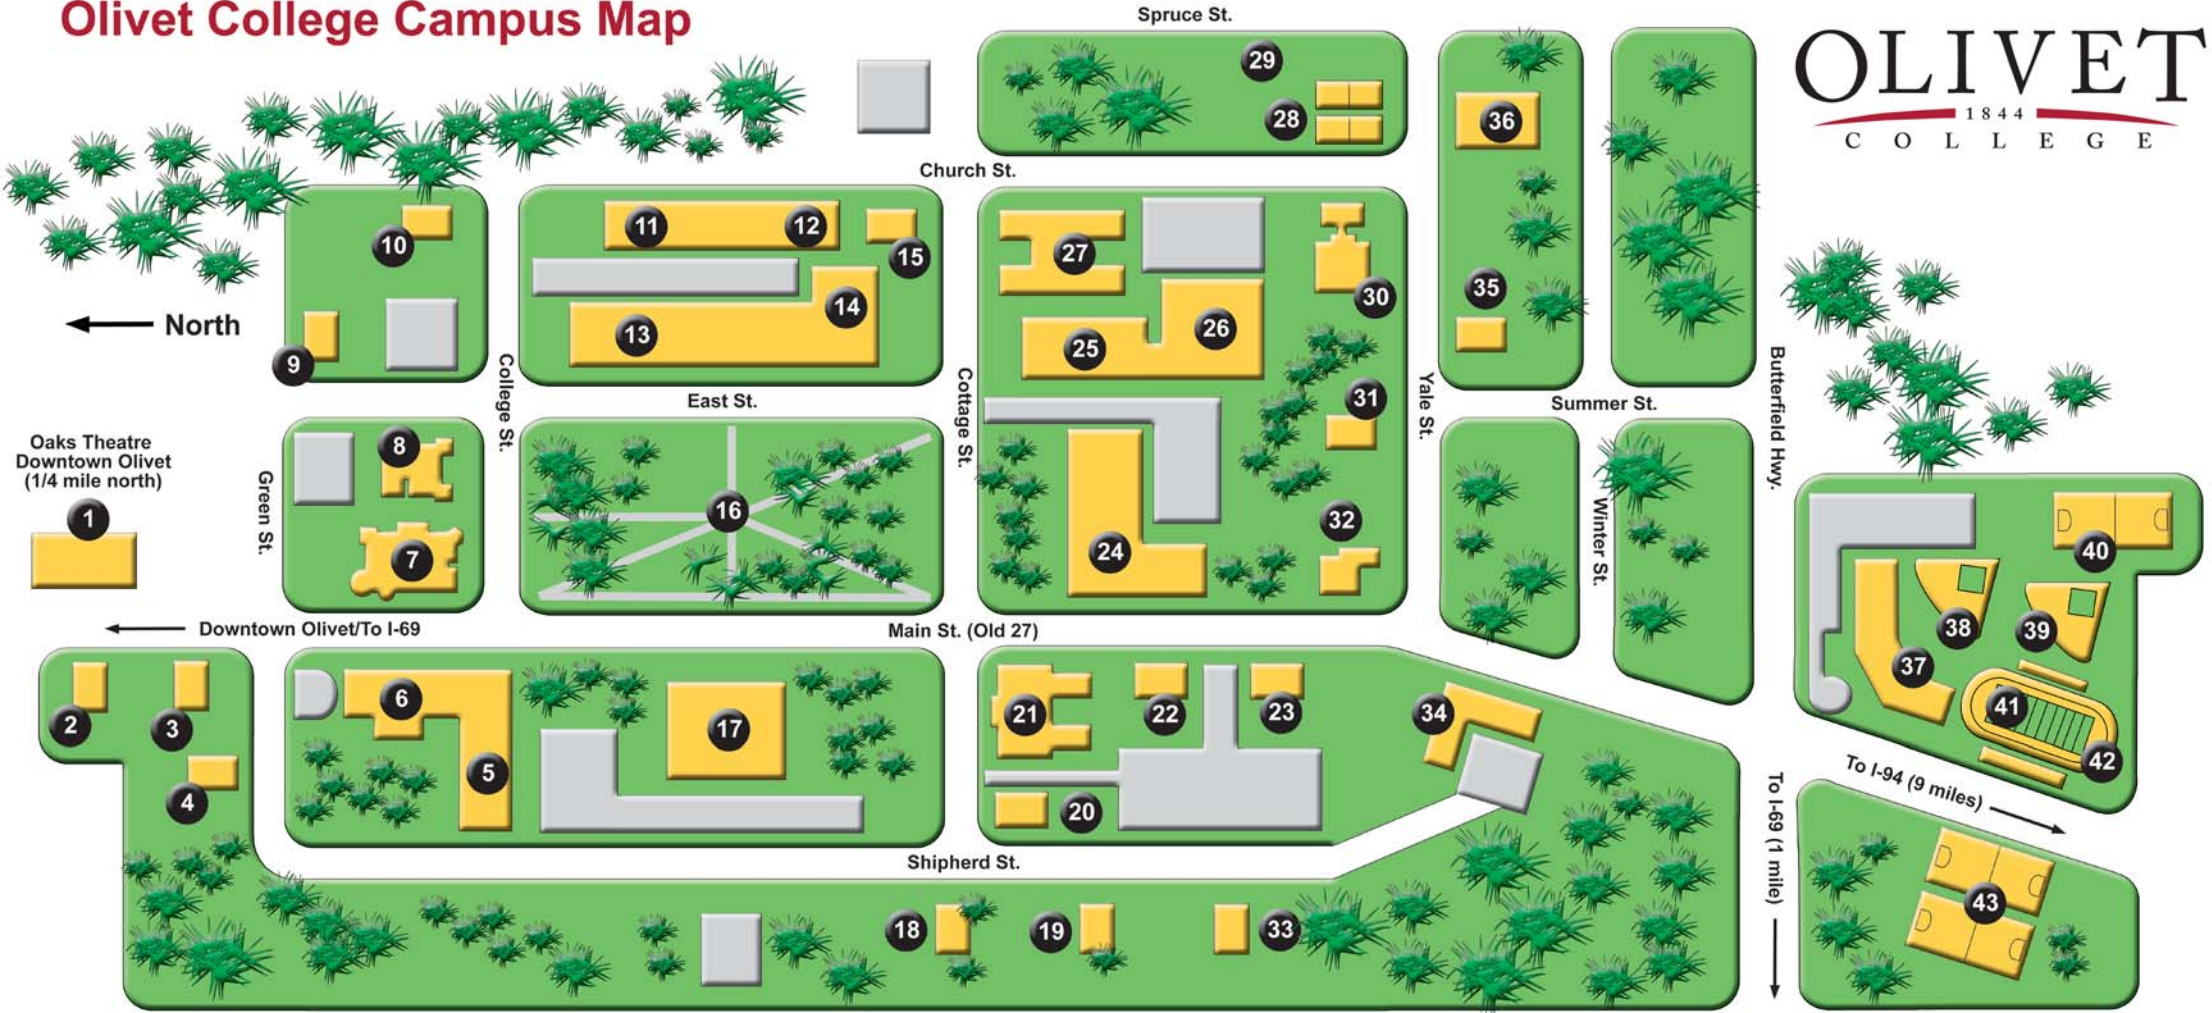 Olivet College Campus Map
Spruce St.
OLIVET
1844
COLLEGE
29
28
36
Church St.
10
11
12
15
27
30
North
9
13
14
25
26
35
College St.
Cottage St.
Yale St.
Butterfield Hwy.
East St.
31
Summer St.
Oaks Theatre
Downtown Olivet
(1/4 mile north)
1
Green St.
8
7
16
24
32
Winter St.
40
38
39
37
41
42
Downtown Olivet/To I-69
Main St. (Old 27)
2
3
4
6
5
17
21
22
23
34
20
To I-94 (9 miles)
To I-69 (1 mile)
Shipherd St.
18
19
33
43